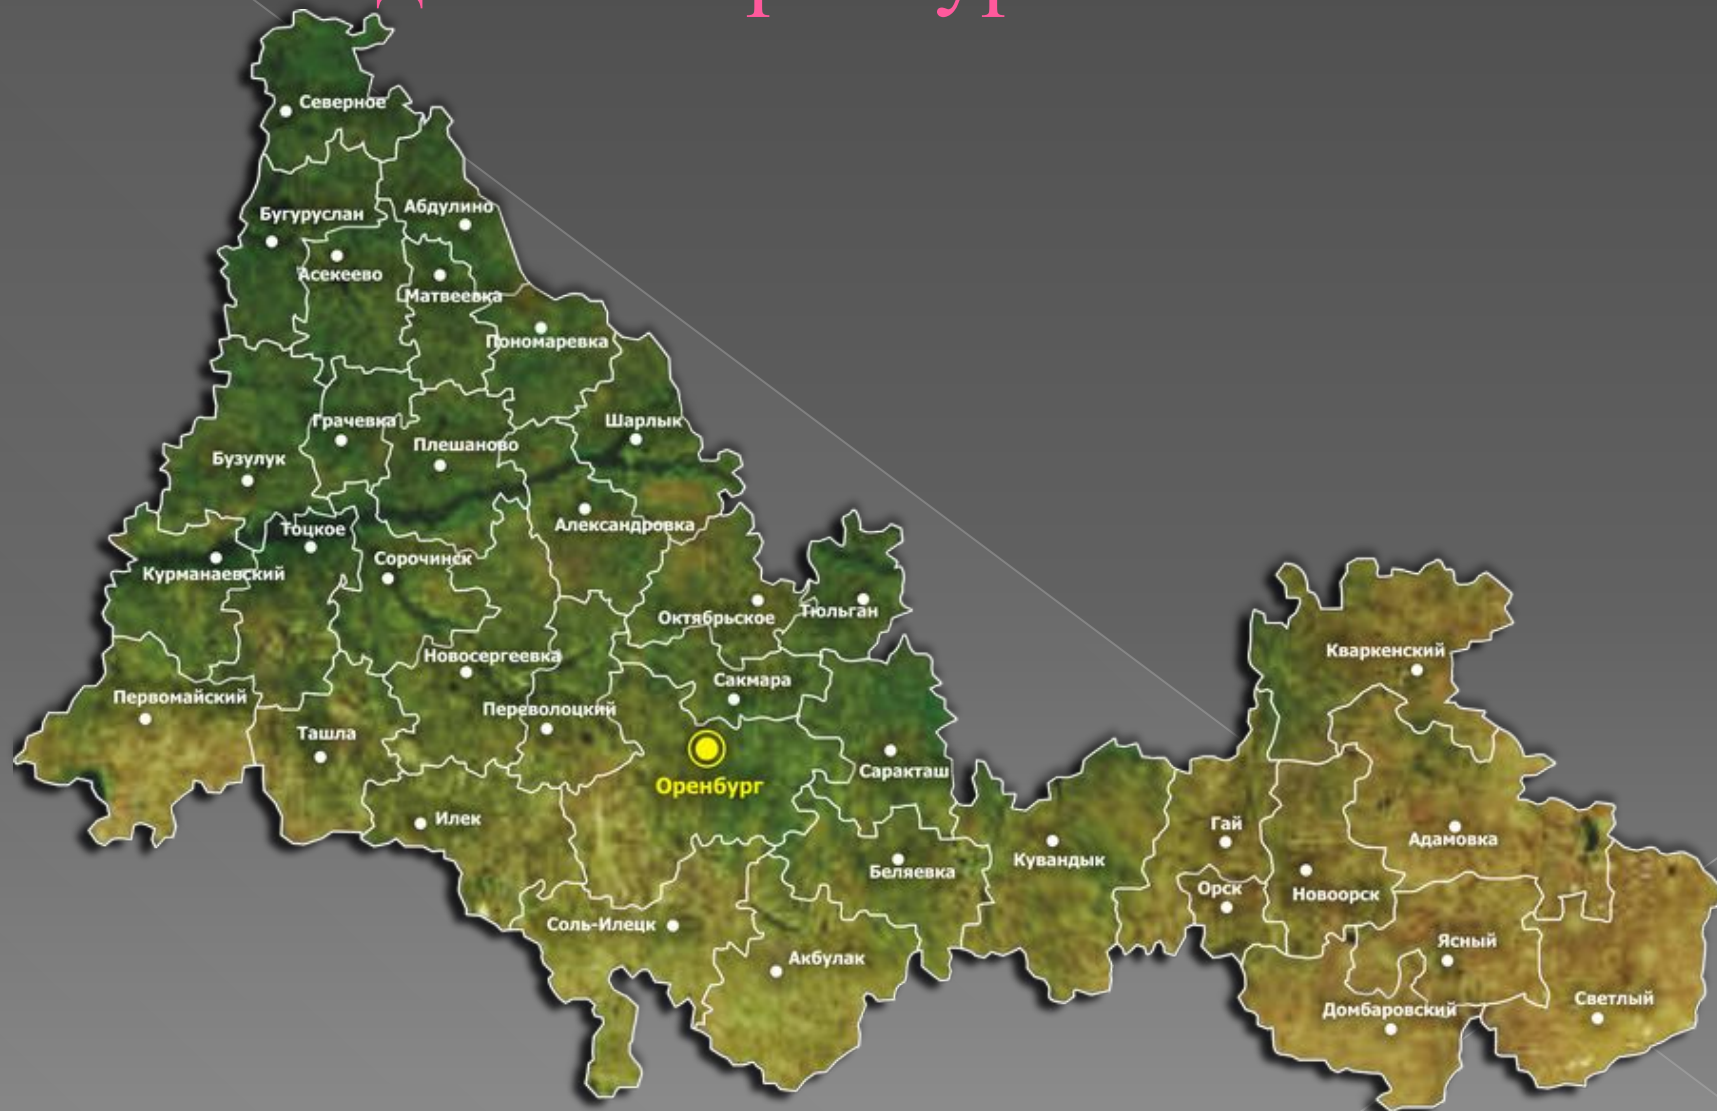 Северное
Абдулино
Бугуруслан
Асекеево
Матвеевка
Пономаревка
Грачевка
Шарлык
Плешаново
Бузулук
Александровка
Тоцкое
Сорочинск
Курманаевский
Тюльган
Октябрьское
Кваркенский
Новосергеевка
Сакмара
Первомайский
Переволоцкий
Ташла
Саракташ
Оренбург
Илек
Гай
Адамовка
Кувандык
Беляевка
Орск
Новоорск
Соль-Илецк
Ясный
Акбулак
Светлый
Домбаровский